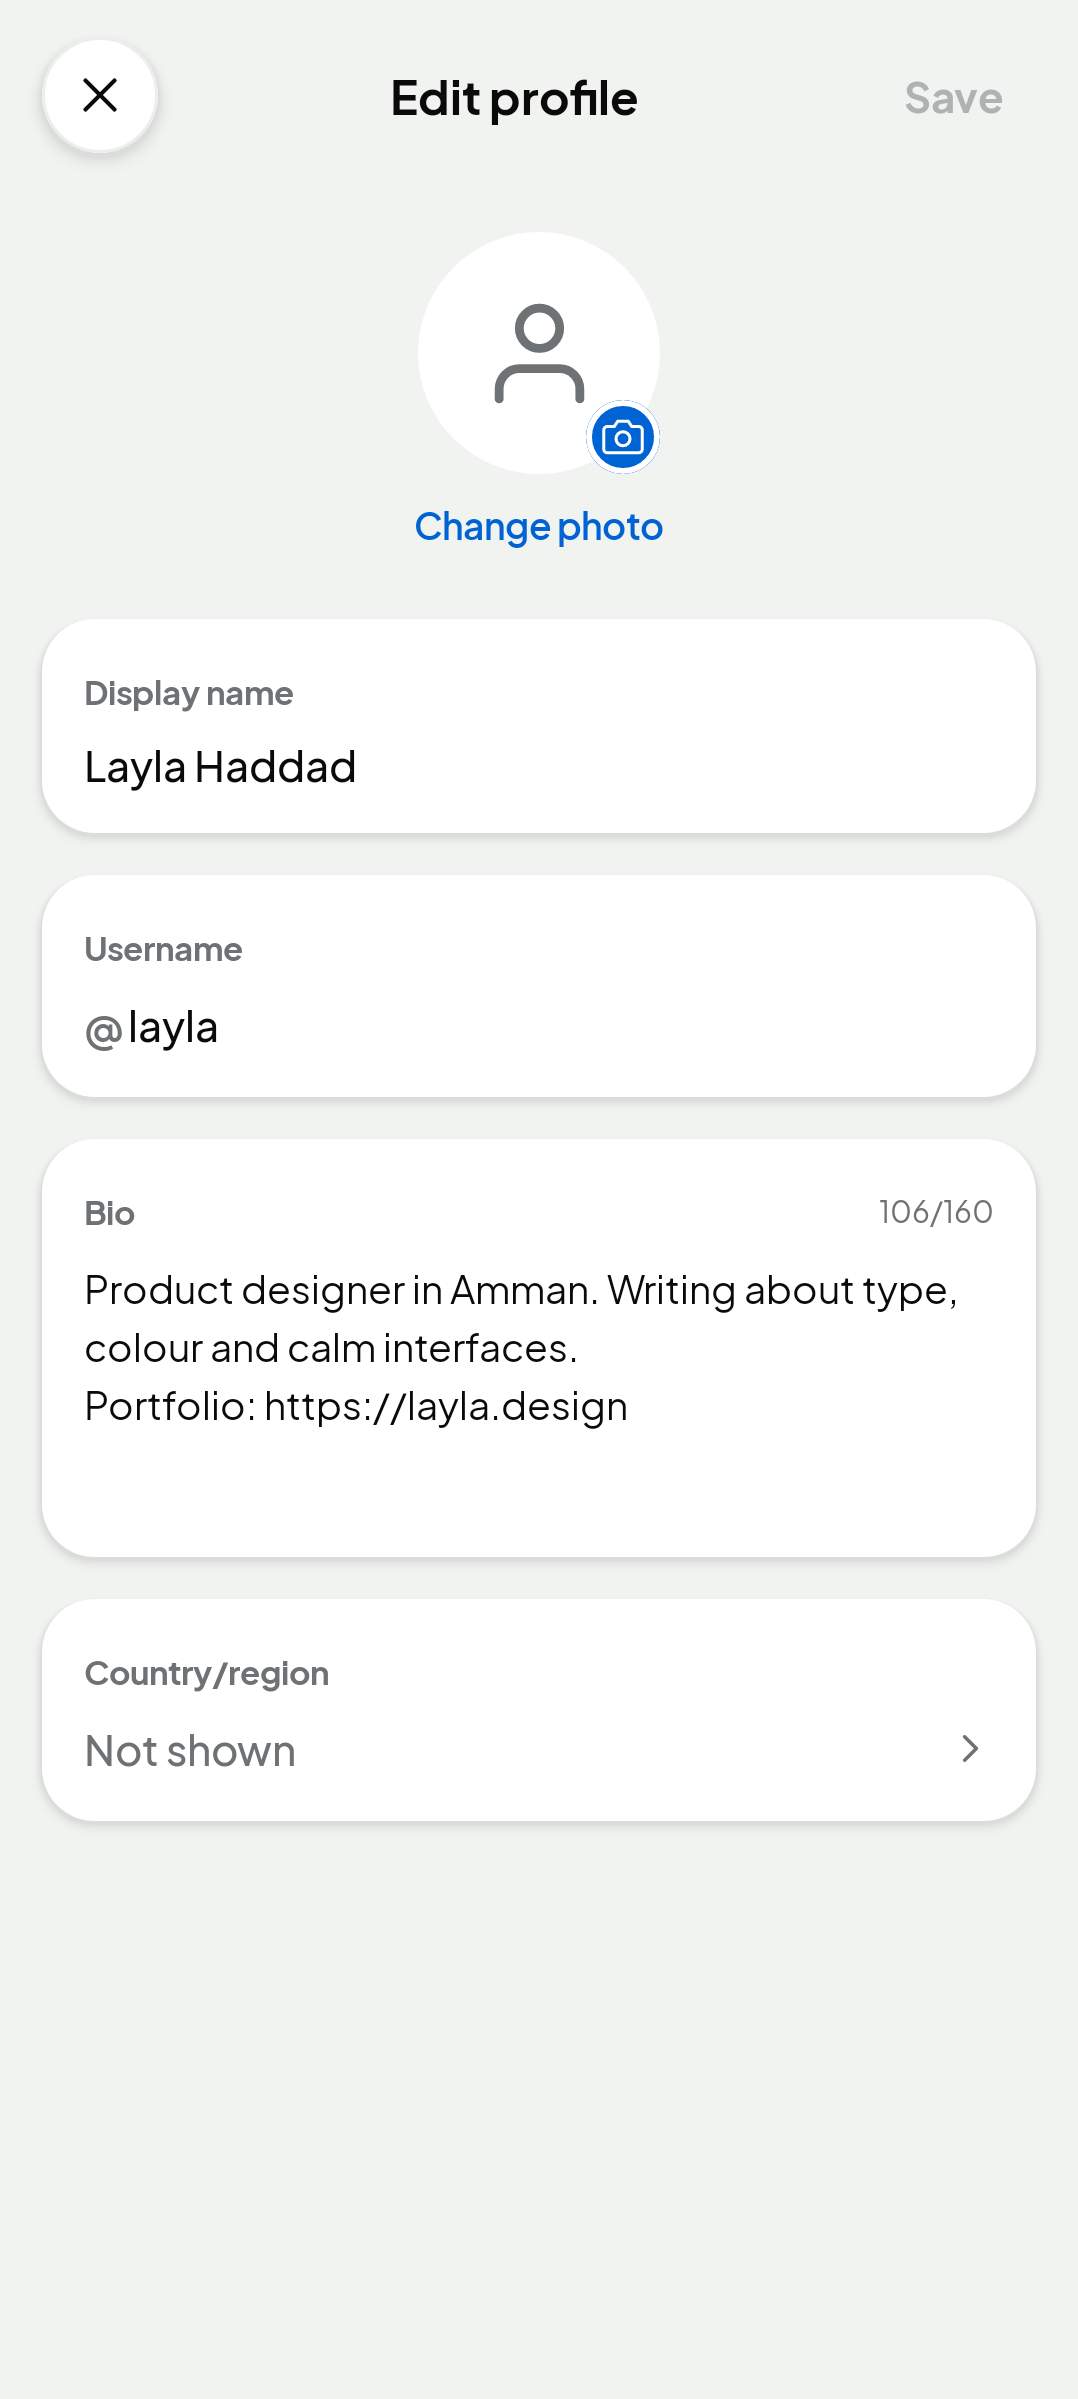 Edit profile
Save
Change photo
Display name
Layla Haddad
Username
@layla
Bio
106/160
Product designer in Amman. Writing about type,
colour and calm interfaces.
Portfolio: https://layla.design
Country/region
Not shown